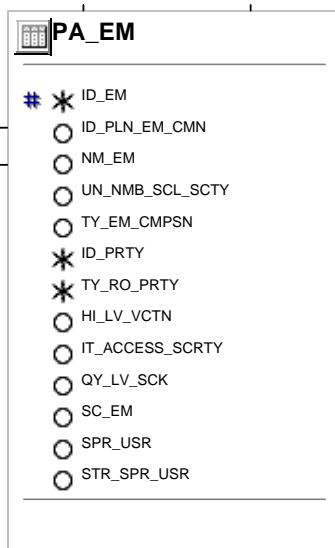 PA_EM
# * ID_EM
ID_PLN_EM_CMN
NM_EM
UN_NMB_SCL_SCTY
TY_EM_CMPSN
* ID_PRTY
* TY_RO_PRTY
HI_LV_VCTN
IT_ACCESS_SCRTY
QY_LV_SCK
SC_EM
SPR_USR
STR_SPR_USR